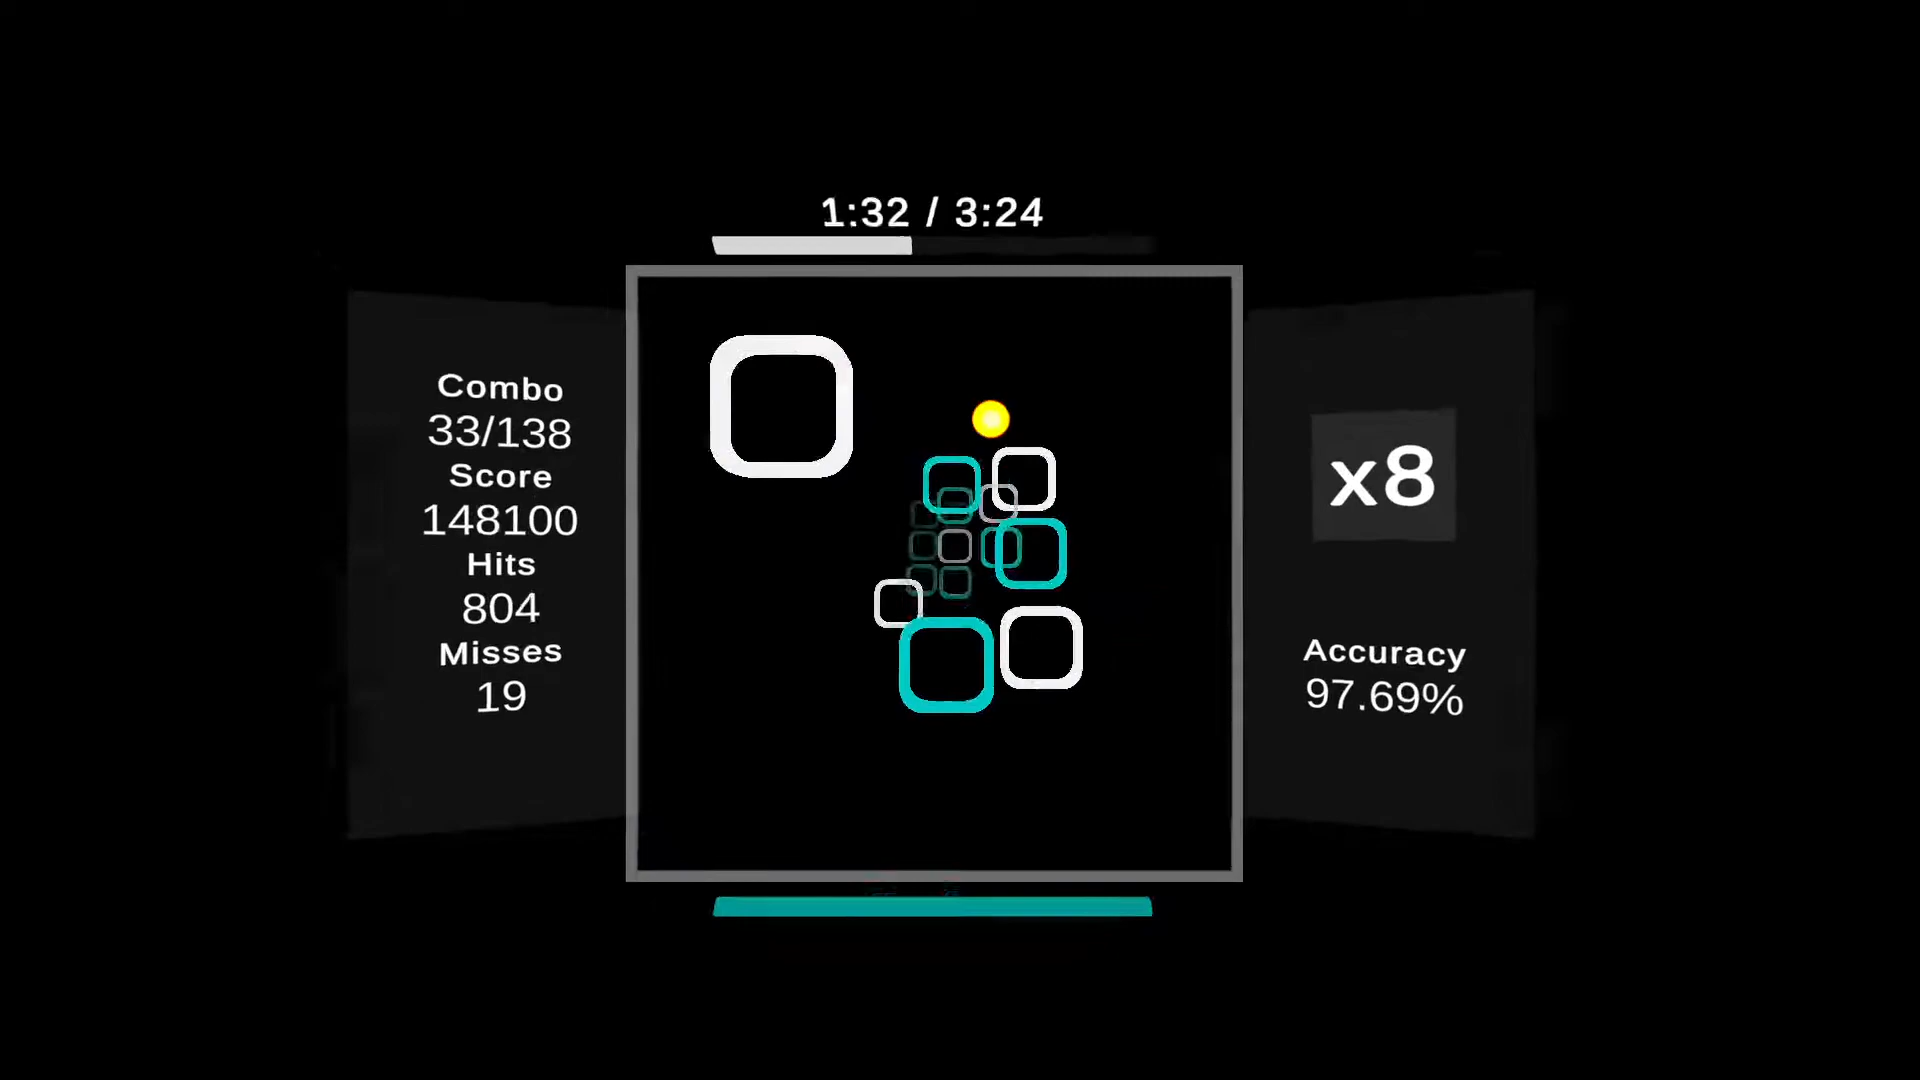 1:32 / 3:24
Combo
33/138
Score
148100
Hits
804
Misses
19
x8
Accuracy
97.69%